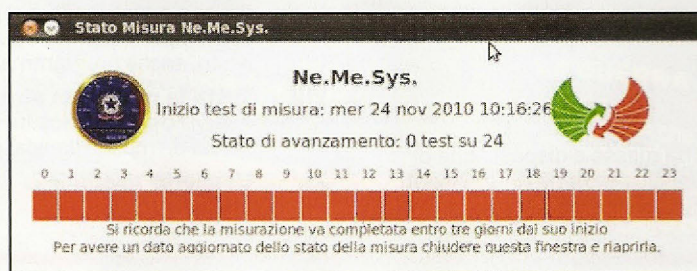 Stato Misura Ne.Me.Sys.
Ne.Me.Sys.
Inizio test di misura: mer 24 nov 2010 10:16:26
Stato di avanzamento: 0 test su 24
0 1 2 3 4 5 6 7 8 9 10 11 12 13 14 15 16 17 18 19 20 21 22 23
Si ricorda che la misurazione va completata entro tre giorni dal suo inizio
Per avere un dato aggiornato dello stato della misura chiudere questa finestra e riaprirla.